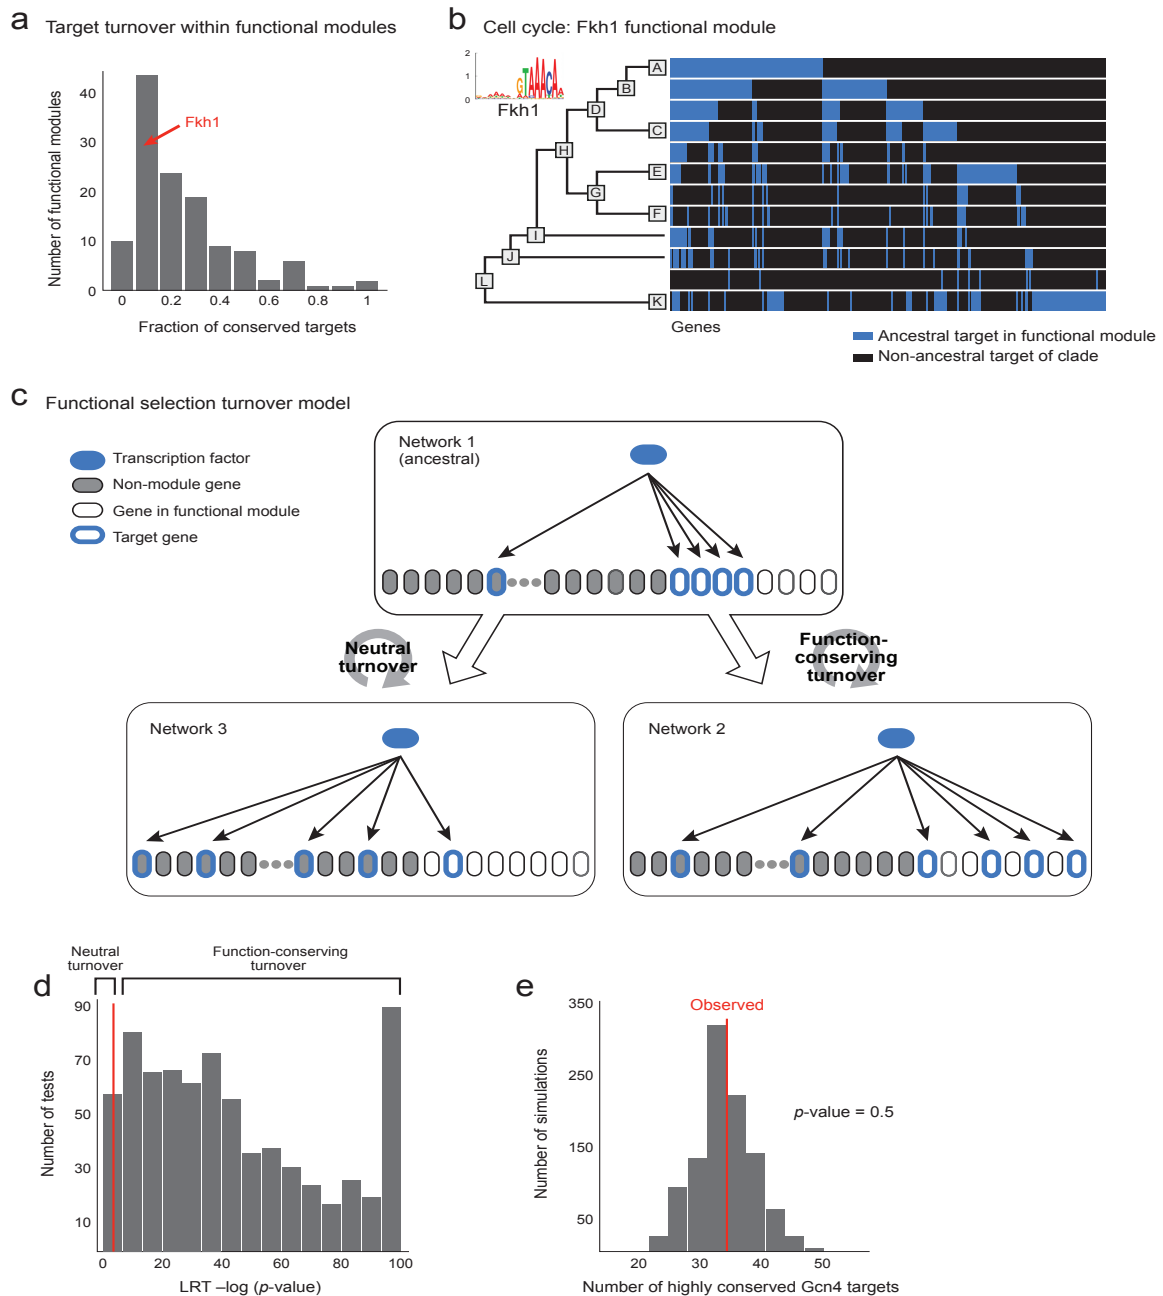 a Target turnover within functional modules
Number of functional modules
40
30
20
10
0
Fkh1
0 0.2 0.4 0.6 0.8 1
Fraction of conserved targets
b Cell cycle: Fkh1 functional module
2
1
0
GTAAACA
Fkh1
A
B
D
C
H
E
G
F
I
J
L
K
Genes
Ancestral target in functional module
Non-ancestral target of clade
c Functional selection turnover model
Transcription factor
Non-module gene
Gene in functional module
Target gene
Network 1
(ancestral)
Neutral
turnover
Function-
conserving
turnover
Network 3
Network 2
d
Neutral
turnover
Function-conserving
turnover
Number of tests
90
70
50
30
10
0 20 40 60 80 100
LRT –log (p-value)
e
Number of simulations
350
250
150
50
Observed
p-value = 0.5
20 30 40 50
Number of highly conserved Gcn4 targets